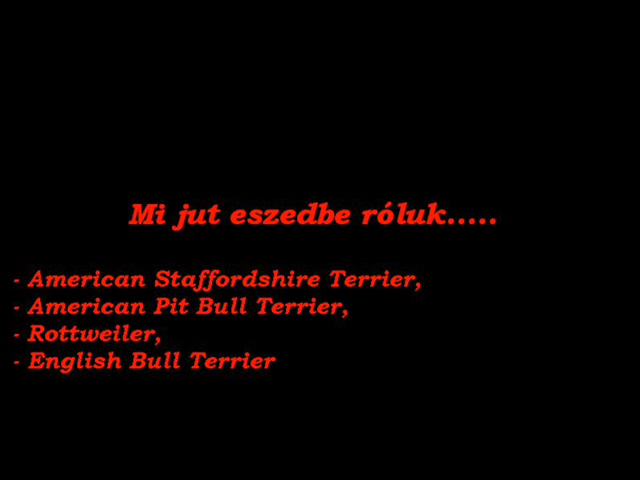 Mi jut eszedbe róluk.....
- American Staffordshire Terrier,
- American Pit Bull Terrier,
- Rottweiler,
- English Bull Terrier